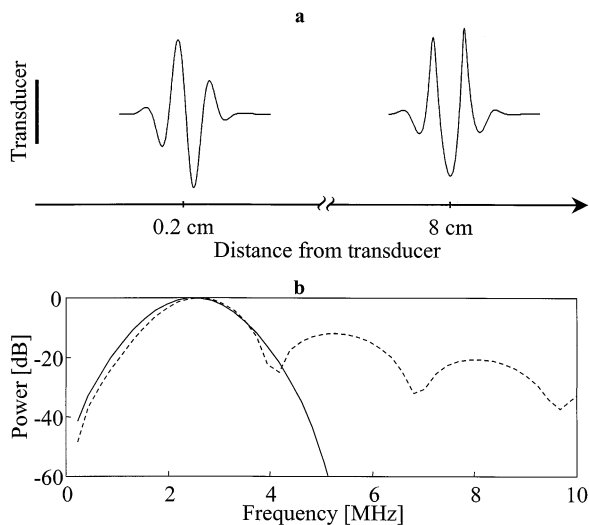 a
Transducer
0.2 cm
8 cm
Distance from transducer
b
0
-20
-40
-60
Power [dB]
0
2
4
6
8
10
Frequency [MHz]